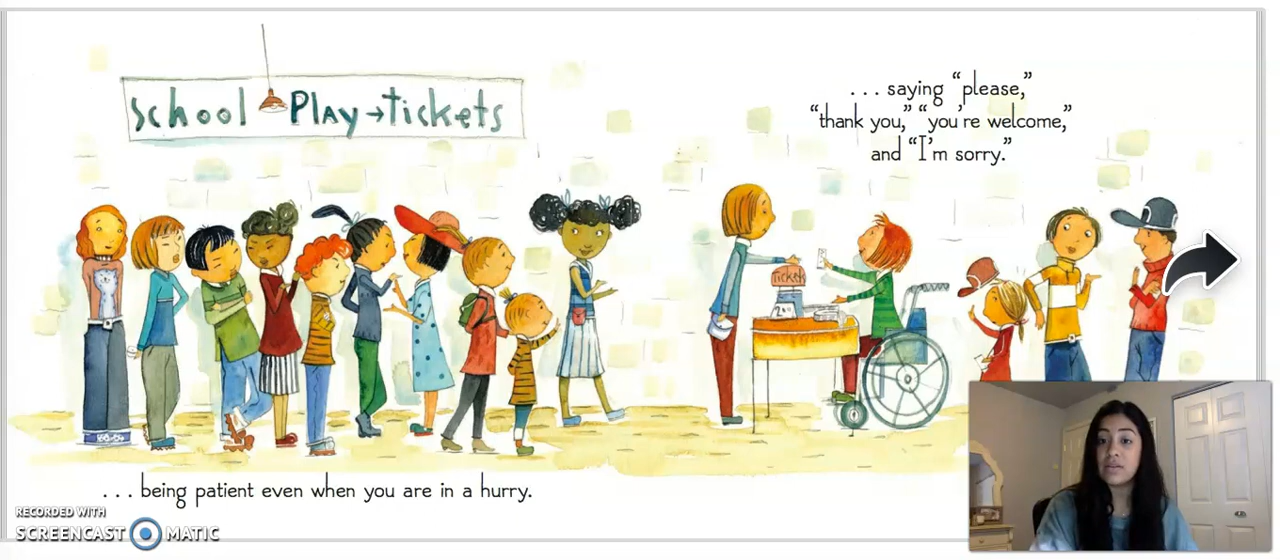 school Play → tickets
. . . saying “please,”
“thank you,” “you’re welcome,”
and “I’m sorry.”
Tickets
. . . being patient even when you are in a hurry.
RECORDED WITH
SCREENCAST MATIC